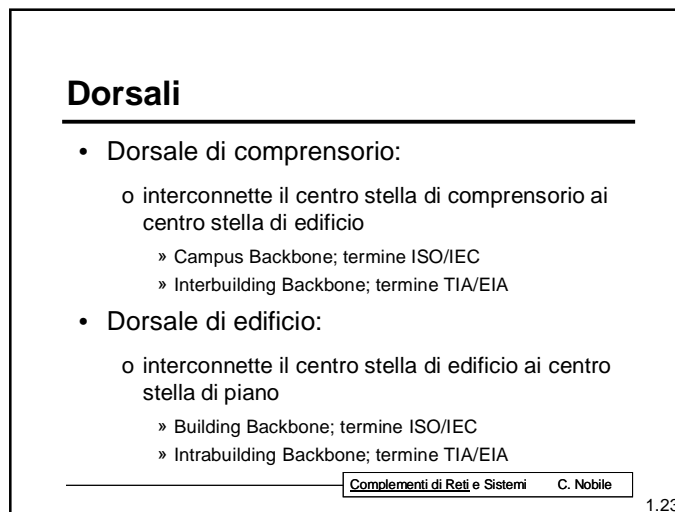 Dorsali
• Dorsale di comprensorio:
o interconnette il centro stella di comprensorio ai
centro stella di edificio
» Campus Backbone; termine ISO/IEC
» Interbuilding Backbone; termine TIA/EIA
• Dorsale di edificio:
o interconnette il centro stella di edificio ai centro
stella di piano
» Building Backbone; termine ISO/IEC
» Intrabuilding Backbone; termine TIA/EIA
Complementi di Reti e Sistemi C. Nobile
1.23